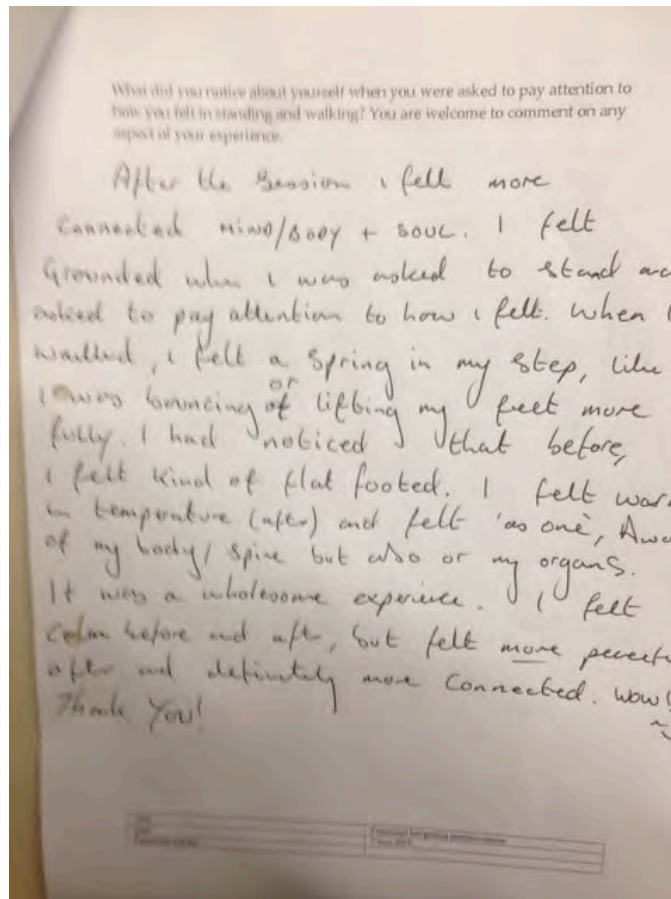 What did you notice about yourself when you were asked to pay attention to
how you felt in standing and walking? You are welcome to comment on any
aspect of your experience.
After the Session i felt more
connected MIND/BODY + SOUL. I felt
Grounded when i was asked to stand
asked to pay attention to how i felt. When
walked, i felt a Spring in my step, like
or
I was bouncing of lifting my feet more
fully. I had noticed that before,
i felt kind of flat footed. I felt
in temperature (after) and felt 'as one',
of my body/ spine but also or my organs.
It was a wholesome experience. I felt
Calm before and aft, but felt more
after and definitely more Connected. Wow!
Thank You!